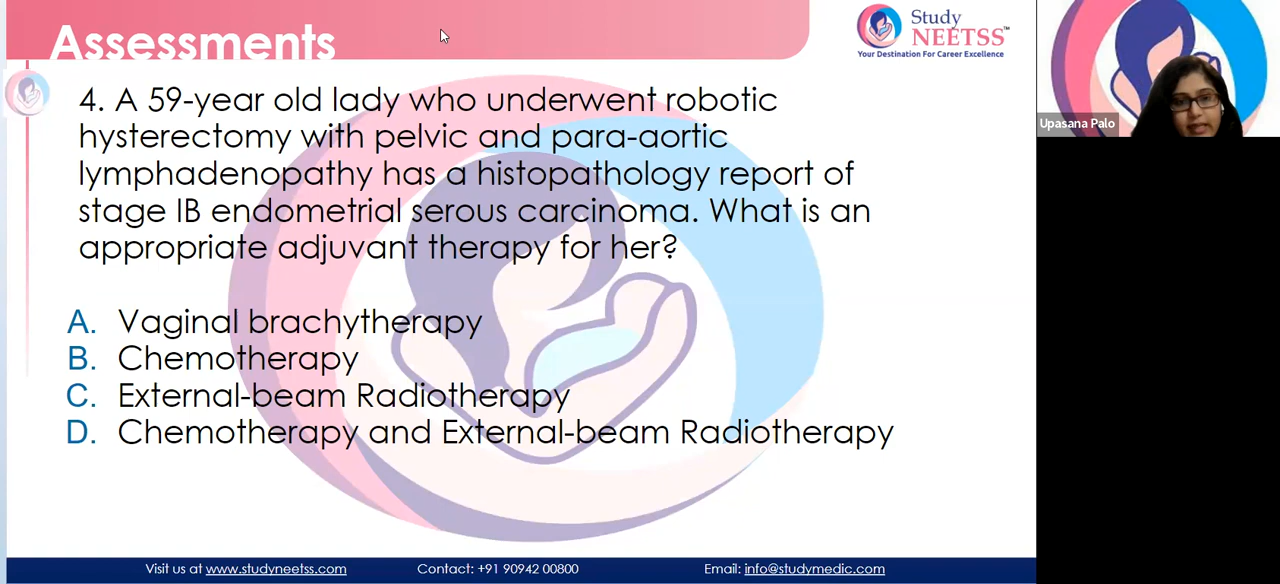 Assessments
Study
NEETSS™
Your Destination For Career Excellence
Upasana Palo
4. A 59-year old lady who underwent robotic
hysterectomy with pelvic and para-aortic
lymphadenopathy has a histopathology report of
stage IB endometrial serous carcinoma. What is an
appropriate adjuvant therapy for her?
A. Vaginal brachytherapy
B. Chemotherapy
C. External-beam Radiotherapy
D. Chemotherapy and External-beam Radiotherapy
Visit us at www.studyneetss.com Contact: +91 90942 00800 Email: info@studymedic.com